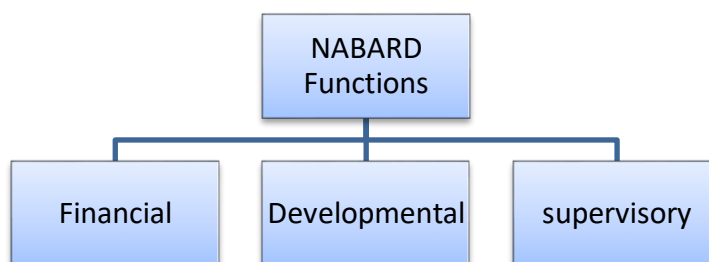 NABARD
Functions
Financial
Developmental
supervisory